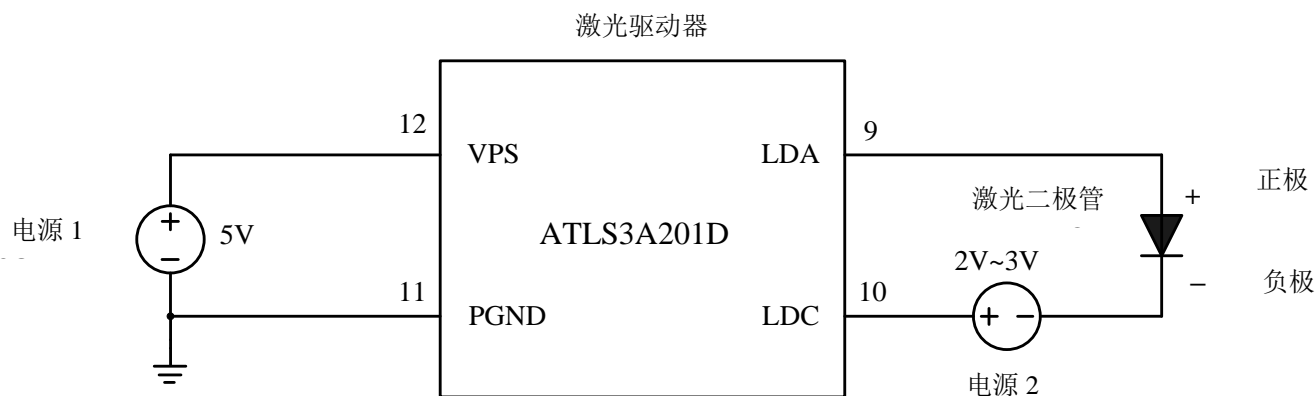 激光驱动器
12
9
VPS
LDA
正极
激光二极管
+
电源 1
+
−
5V
ATLS3A201D
2V~3V
−
负极
11
10
PGND
LDC
+ −
电源 2